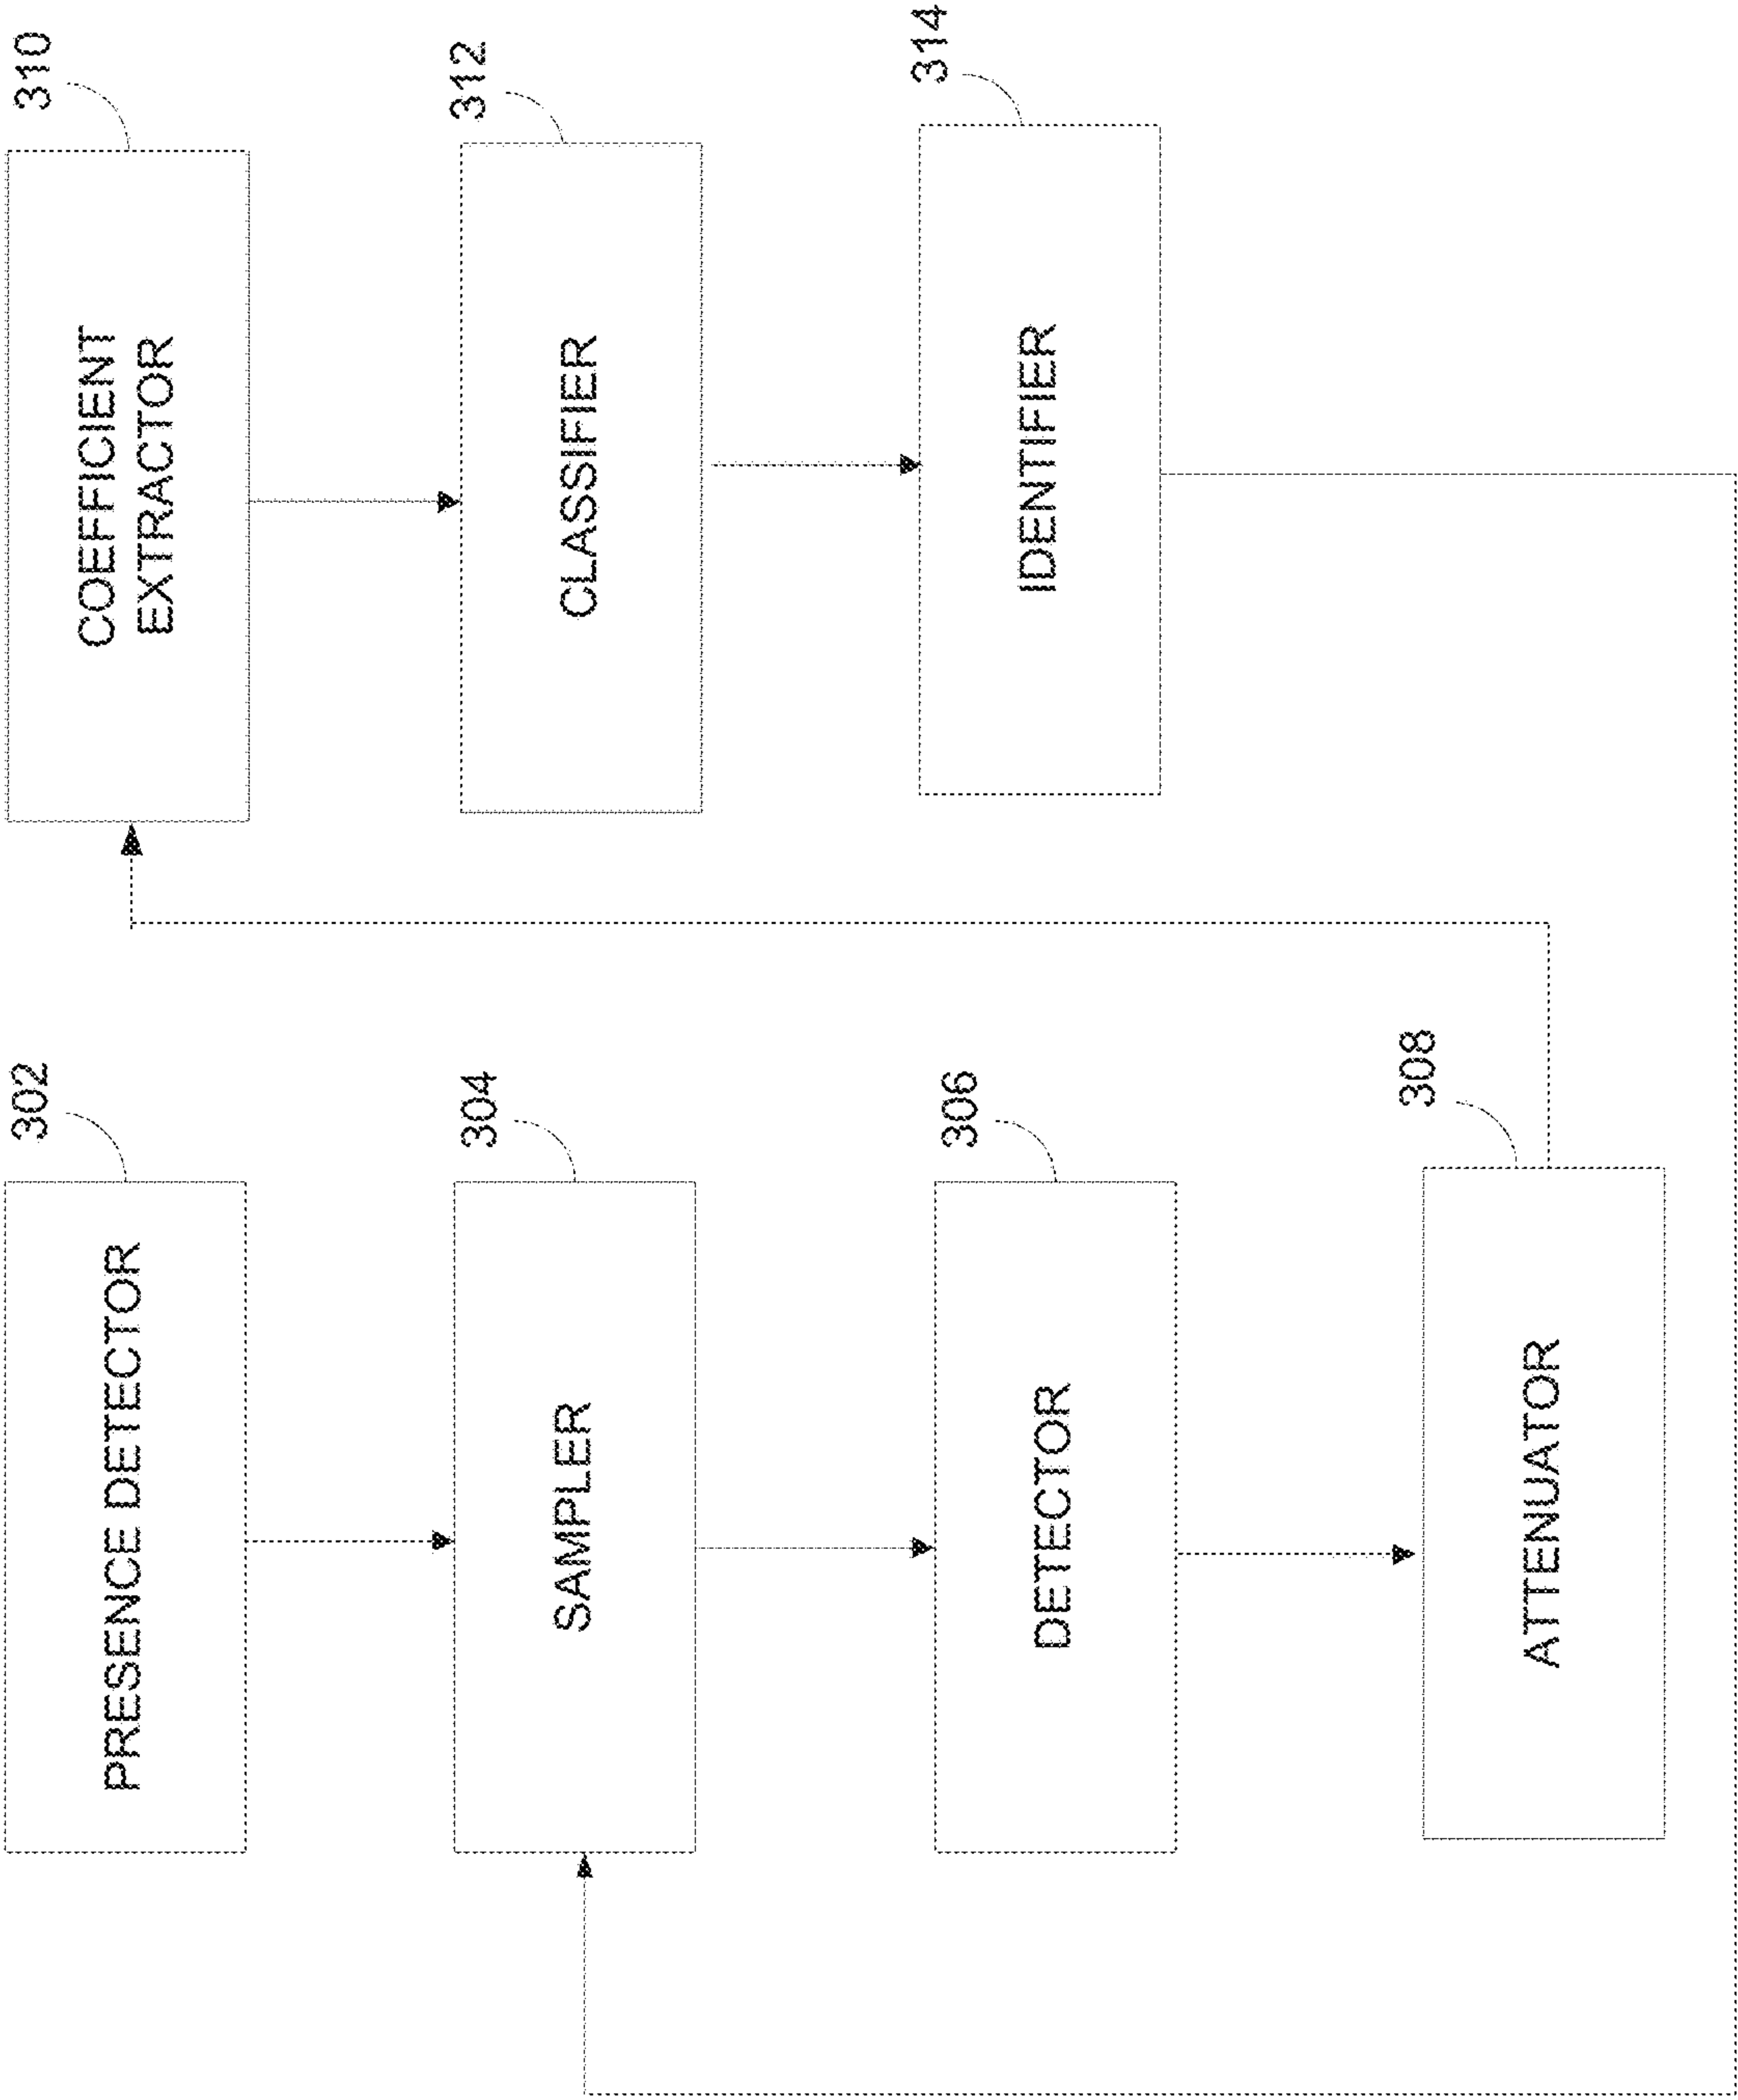 302
PRESENCE DETECTOR
304
SAMPLER
306
DETECTOR
308
ATTENUATOR
310
COEFFICIENT
EXTRACTOR
312
CLASSIFIER
314
IDENTIFIER